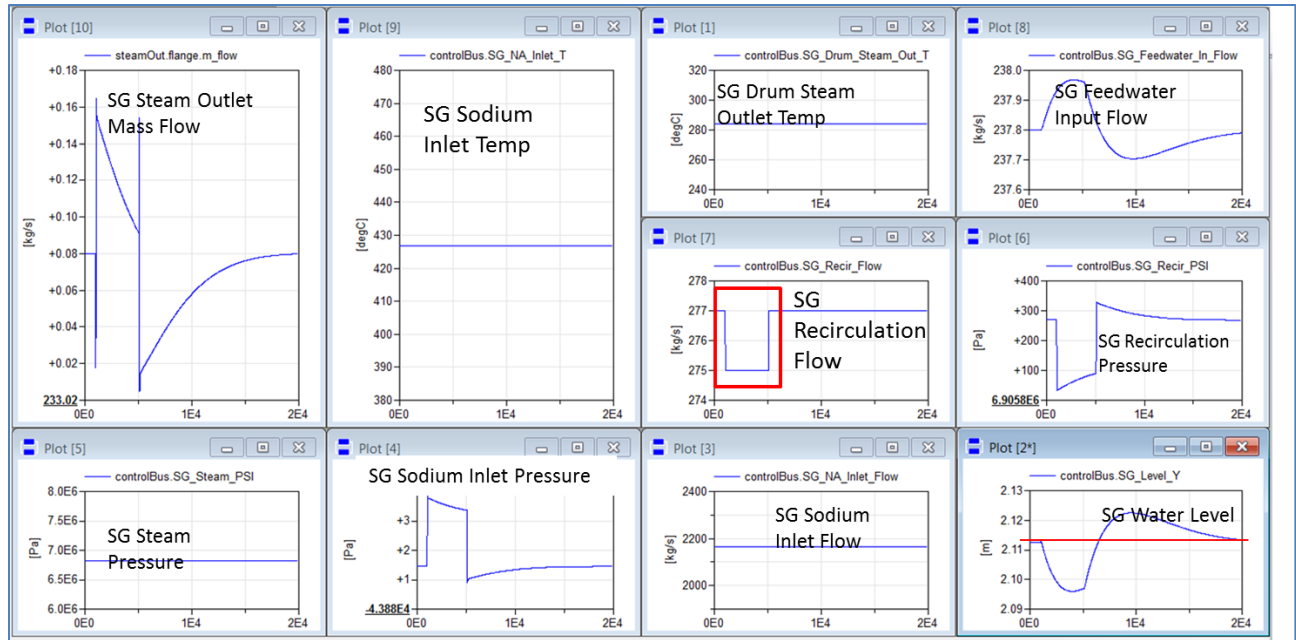 Plot [10]
steamOut.flange.m_flow
SG Steam Outlet
Mass Flow
+0.18
+0.16
+0.14
+0.12
+0.10
+0.08
+0.06
+0.04
+0.02
233.02
[kg/s]
0E0 1E4 2E4
Plot [9]
controlBus.SG_NA_Inlet_T
SG Sodium
Inlet Temp
480
470
460
450
440
430
420
410
400
390
380
[degC]
0E0 1E4 2E4
Plot [1]
controlBus.SG_Drum_Steam_Out_T
SG Drum Steam
Outlet Temp
320
300
280
260
240
[degC]
0E0 1E4 2E4
Plot [8]
controlBus.SG_Feedwater_In_Flow
SG Feedwater
Input Flow
238.0
237.9
237.8
237.7
237.6
[kg/s]
0E0 1E4 2E4
Plot [7]
controlBus.SG_Recir_Flow
SG
Recirculation
Flow
278
277
276
275
274
[kg/s]
0E0 1E4 2E4
Plot [6]
controlBus.SG_Recir_PSI
SG Recirculation
Pressure
+400
+300
+200
+100
6.9058E6
[Pa]
0E0 1E4 2E4
Plot [5]
controlBus.SG_Steam_PSI
SG Steam
Pressure
8.0E6
7.5E6
7.0E6
6.5E6
6.0E6
[Pa]
0E0 1E4 2E4
Plot [4]
SG Sodium Inlet Pressure
+3
+2
+1
-4.388E4
[Pa]
0E0 1E4 2E4
Plot [3]
controlBus.SG_NA_Inlet_Flow
SG Sodium
Inlet Flow
2400
2200
2000
[kg/s]
0E0 1E4 2E4
Plot [2*]
controlBus.SG_Level_Y
SG Water Level
2.13
2.12
2.11
2.10
2.09
[m]
0E0 1E4 2E4